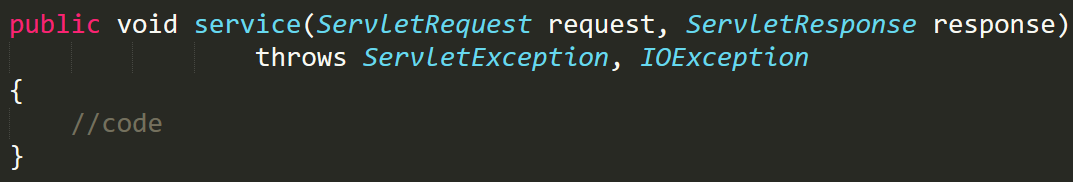 public void service(ServletRequest request, ServletResponse response)
throws ServletException, IOException
{
//code
}